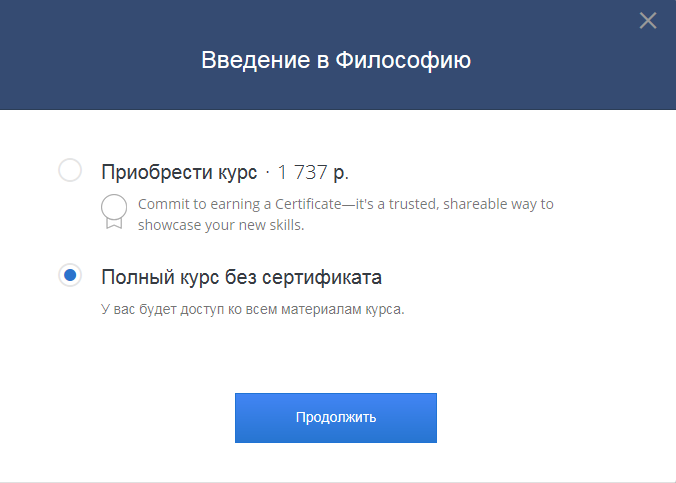 Введение в Философию
Приобрести курс · 1 737 р.
Commit to earning a Certificate—it's a trusted, shareable way to
showcase your new skills.
Полный курс без сертификата
У вас будет доступ ко всем материалам курса.
Продолжить